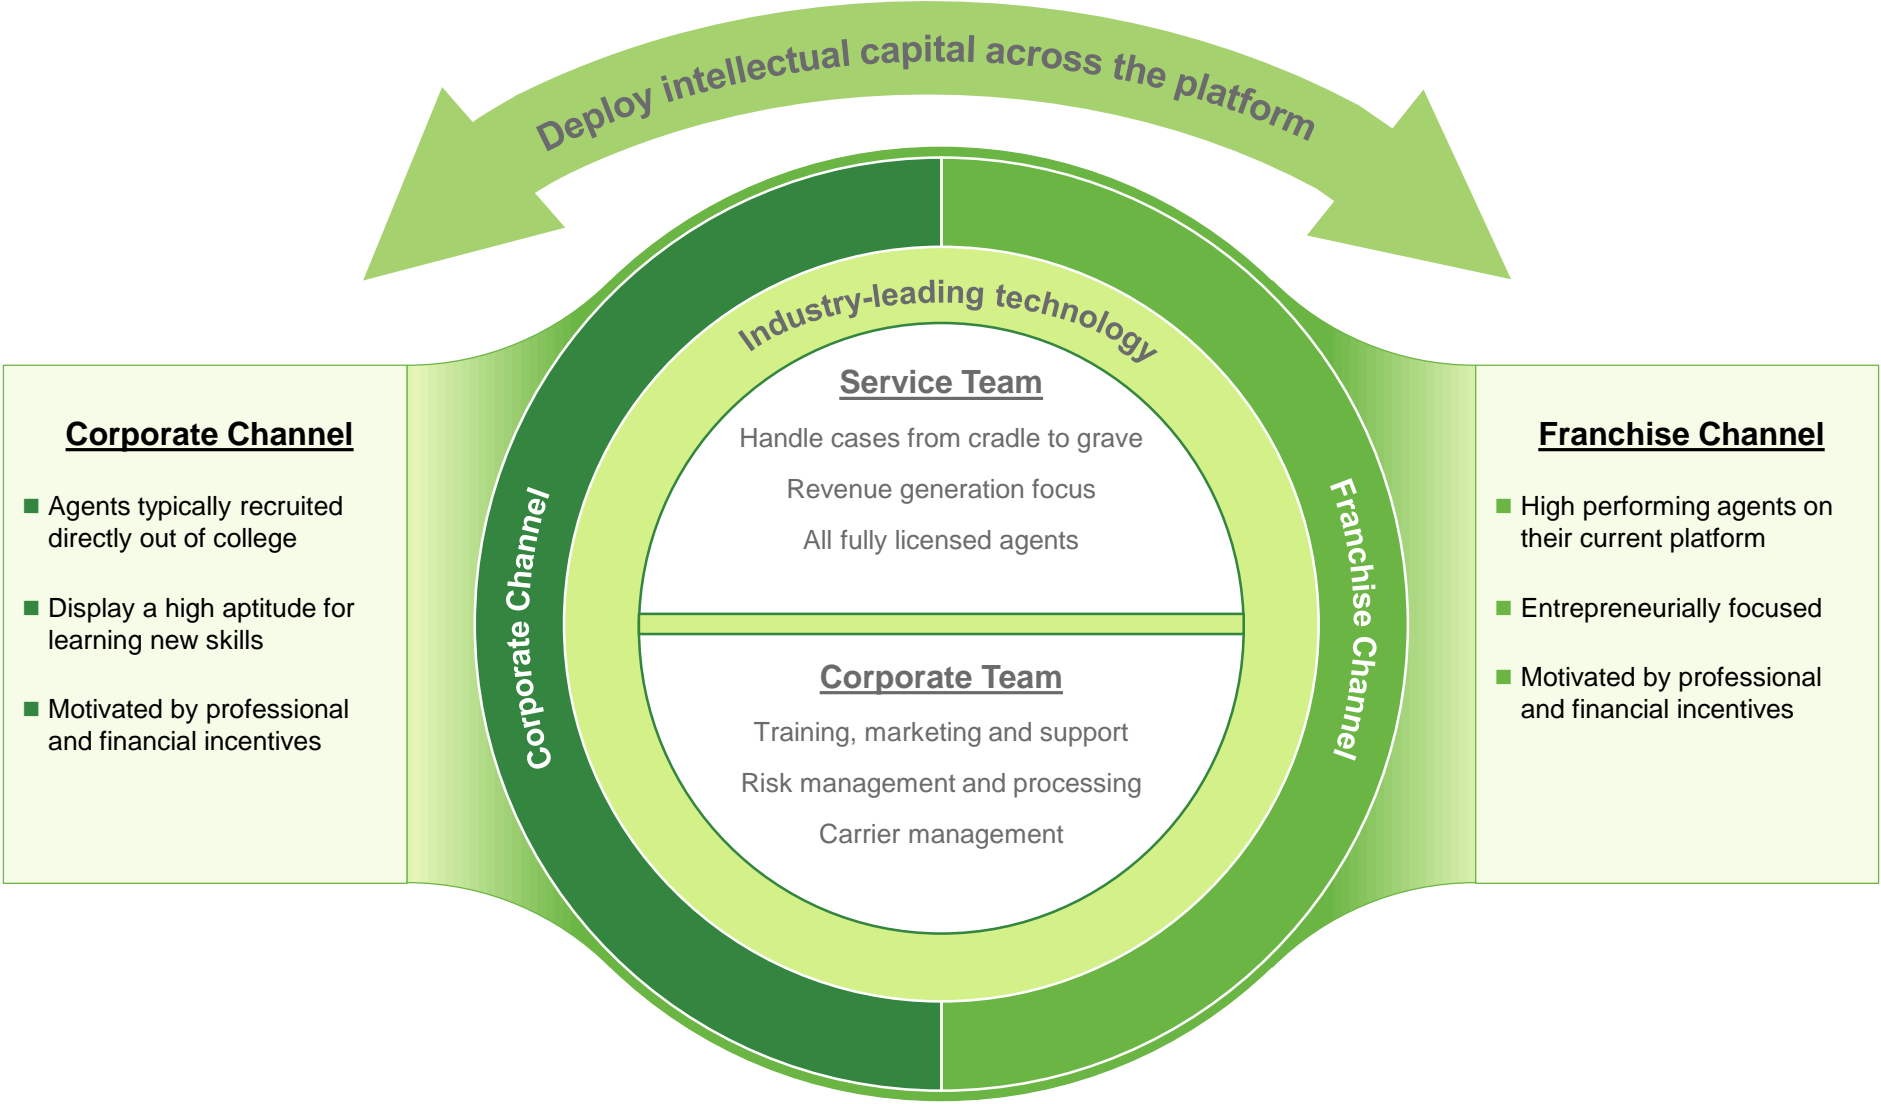 Deploy intellectual capital across the platform
Industry-leading technology
Corporate Channel
Agents typically recruited
directly out of college
Display a high aptitude for
learning new skills
Motivated by professional
and financial incentives
Corporate Channel
Service Team
Handle cases from cradle to grave
Revenue generation focus
All fully licensed agents
Corporate Team
Training, marketing and support
Risk management and processing
Carrier management
Franchise Channel
Franchise Channel
High performing agents on
their current platform
Entrepreneurially focused
Motivated by professional
and financial incentives